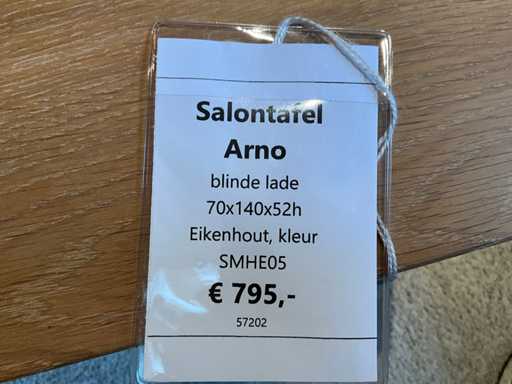 Salontafel
Arno
blinde lade
70x140x52h
Eikenhout, kleur
SMHE05
€ 795,-
57202